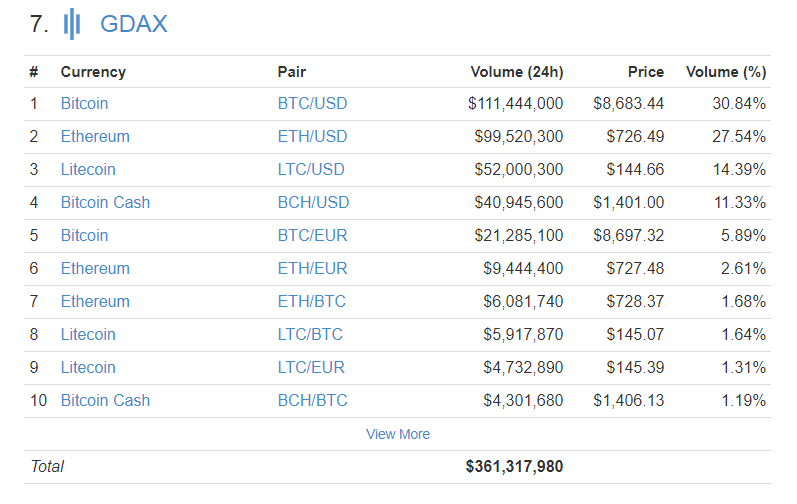 7. GDAX
# Currency Pair Volume (24h) Price Volume (%)
1 Bitcoin BTC/USD $111,444,000 $8,683.44 30.84%
2 Ethereum ETH/USD $99,520,300 $726.49 27.54%
3 Litecoin LTC/USD $52,000,300 $144.66 14.39%
4 Bitcoin Cash BCH/USD $40,945,600 $1,401.00 11.33%
5 Bitcoin BTC/EUR $21,285,100 $8,697.32 5.89%
6 Ethereum ETH/EUR $9,444,400 $727.48 2.61%
7 Ethereum ETH/BTC $6,081,740 $728.37 1.68%
8 Litecoin LTC/BTC $5,917,870 $145.07 1.64%
9 Litecoin LTC/EUR $4,732,890 $145.39 1.31%
10 Bitcoin Cash BCH/BTC $4,301,680 $1,406.13 1.19%
View More
Total $361,317,980